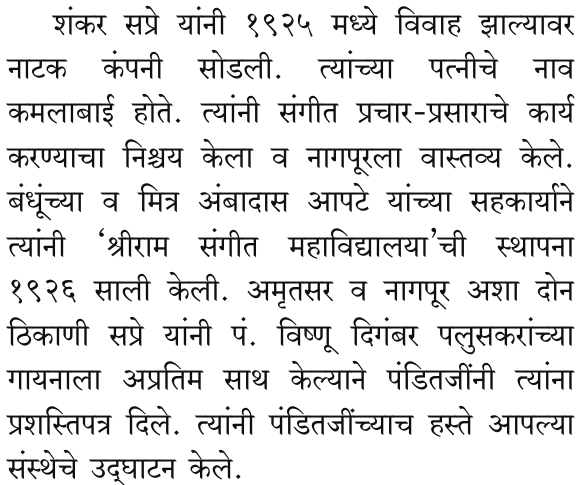 शंकर सप्रे यांनी १९२५ मध्ये विवाह झाल्यावर
नाटक कंपनी सोडली. त्यांच्या पत्नीचे नाव
कमलाबाई होते. त्यांनी संगीत प्रचार-प्रसाराचे कार्य
करण्याचा निश्चय केला व नागपूरला वास्तव्य केले.
बंधूंच्या व मित्र अंबादास आपटे यांच्या सहकार्याने
त्यांनी ‘श्रीराम संगीत महाविद्यालया’ची स्थापना
१९२६ साली केली. अमृतसर व नागपूर अशा दोन
ठिकाणी सप्रे यांनी पं. विष्णू दिगंबर पलुसकरांच्या
गायनाला अप्रतिम साथ केल्याने पंडितजींनी त्यांना
प्रशस्तिपत्र दिले. त्यांनी पंडितजींच्याच हस्ते आपल्या
संस्थेचे उद्‌घाटन केले.